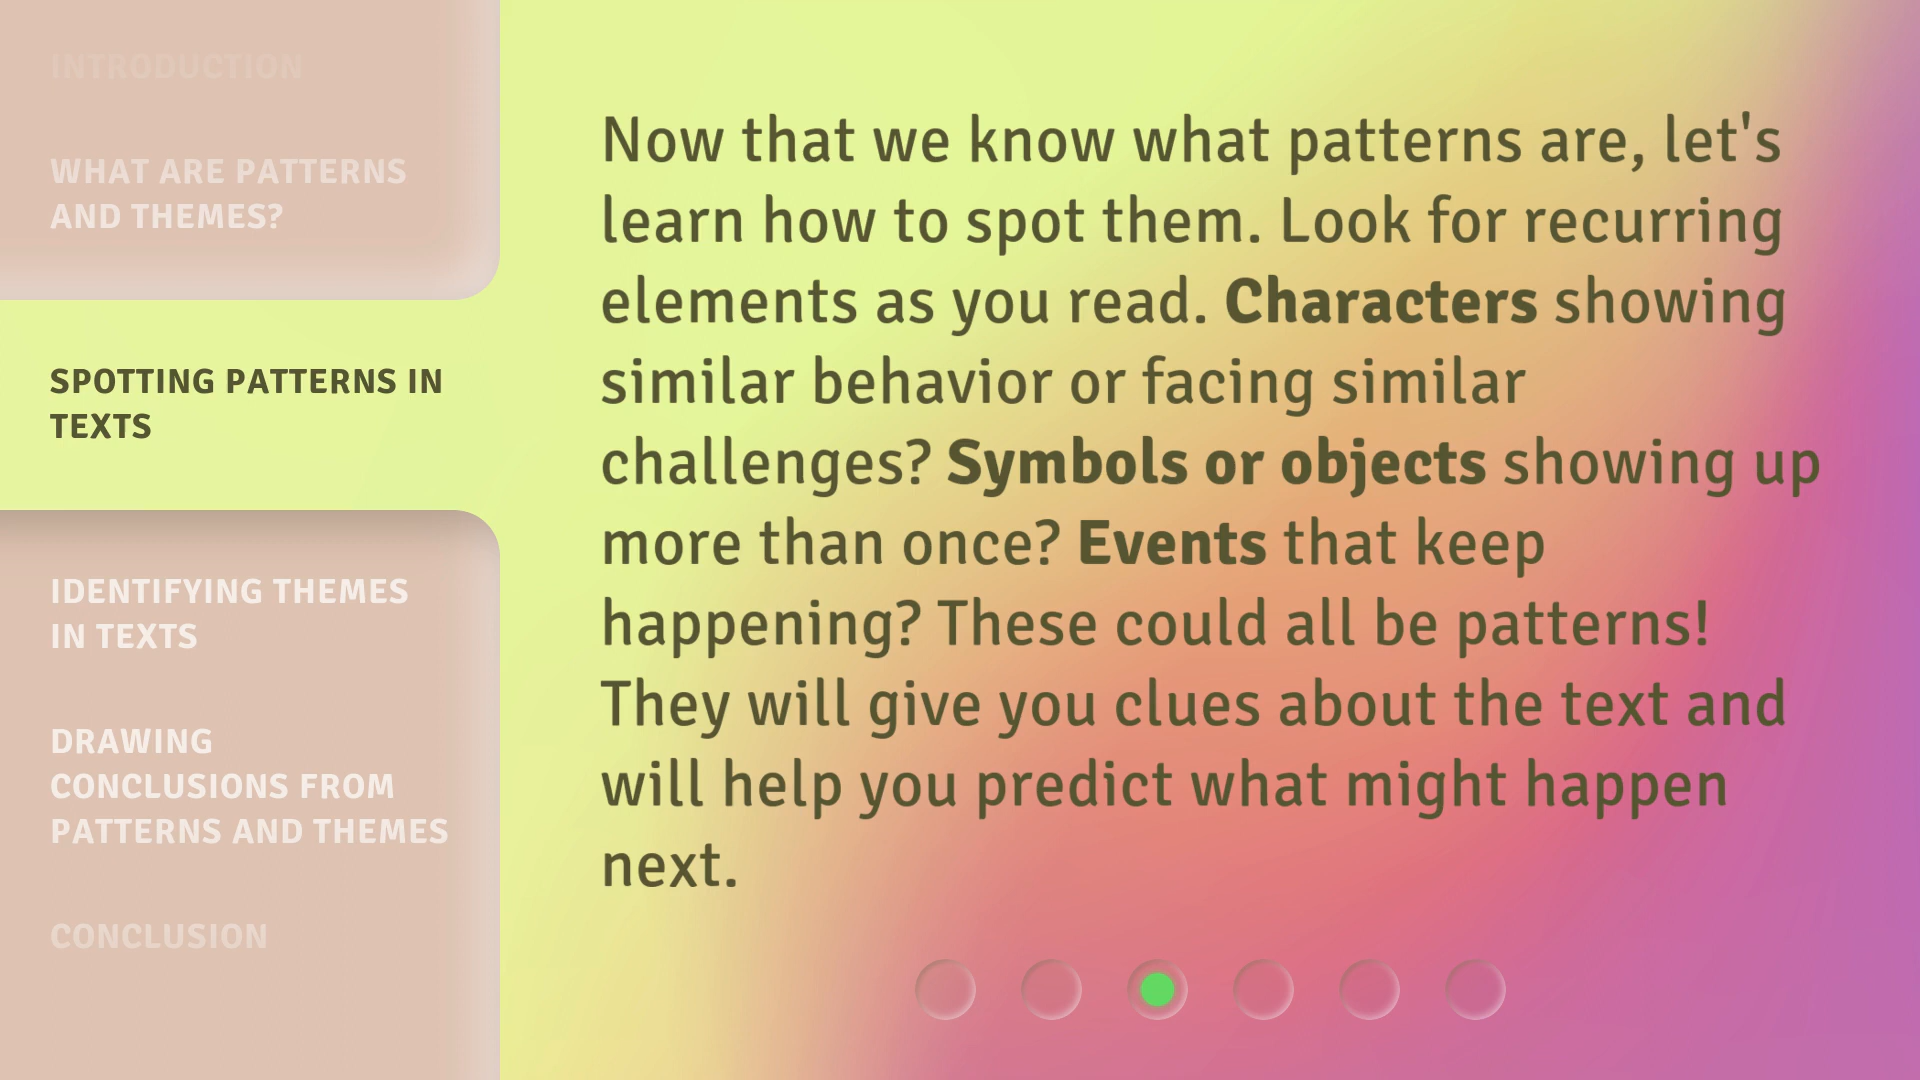 INTRODUCTION
WHAT ARE PATTERNS
AND THEMES?
SPOTTING PATTERNS IN
TEXTS
IDENTIFYING THEMES
IN TEXTS
DRAWING
CONCLUSIONS FROM
PATTERNS AND THEMES
CONCLUSION
Now that we know what patterns are, let's
learn how to spot them. Look for recurring
elements as you read. Characters showing
similar behavior or facing similar
challenges? Symbols or objects showing up
more than once? Events that keep
happening? These could all be patterns!
They will give you clues about the text and
will help you predict what might happen
next.